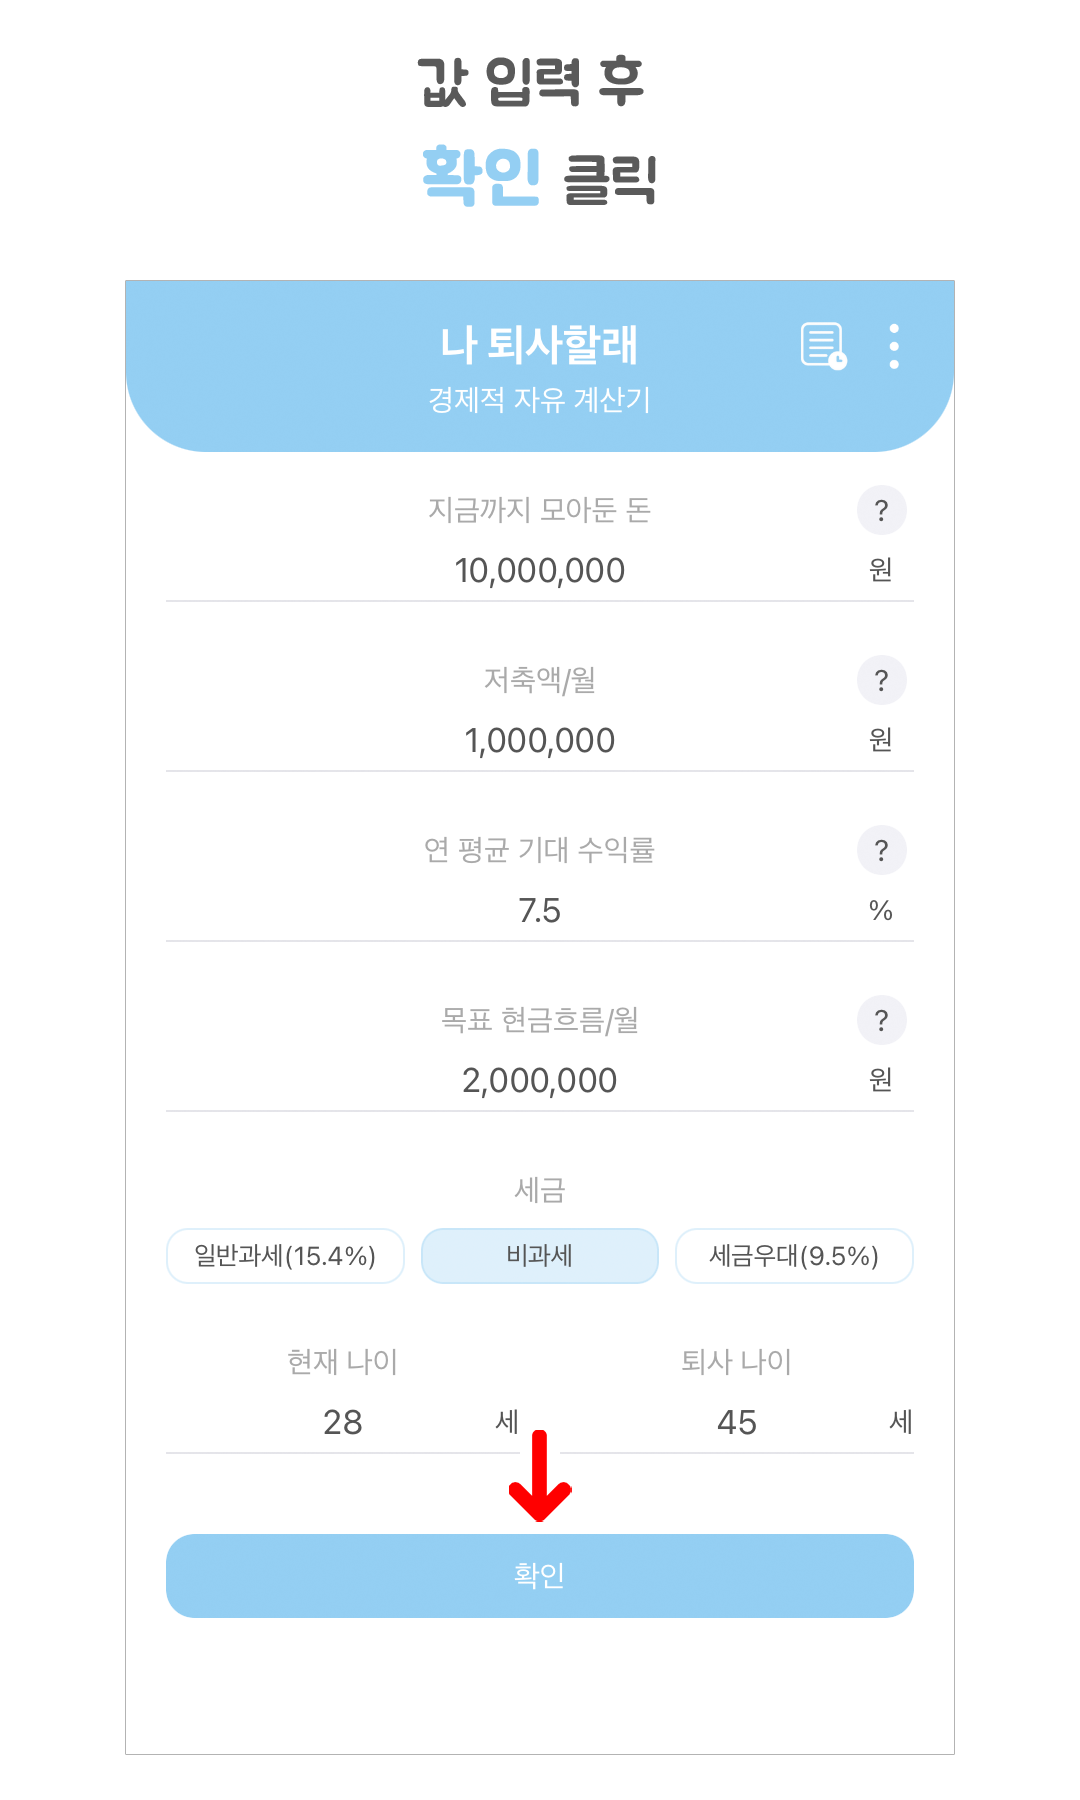 값 입력 후
확인 클릭
나 퇴사할래
경제적 자유 계산기
지금까지 모아둔 돈 ?
10,000,000 원
저축액/월 ?
1,000,000 원
연 평균 기대 수익률 ?
7.5 %
목표 현금흐름/월 ?
2,000,000 원
세금
일반과세(15.4%) 비과세 세금우대(9.5%)
현재 나이 퇴사 나이
28 세 45 세
확인